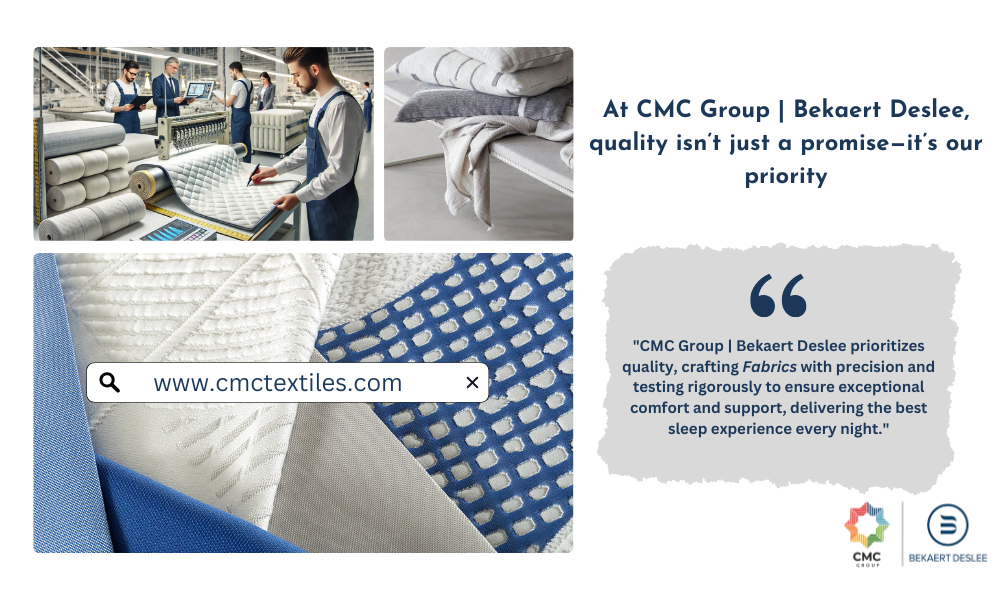 At CMC Group | Bekaert Deslee,
quality isn't just a promise—it's our
priority
www.cmctextiles.com
"CMC Group | Bekaert Deslee prioritizes
quality, crafting Fabrics with precision and
testing rigorously to ensure exceptional
comfort and support, delivering the best
sleep experience every night."
CMC
GROUP
BEKAERT DESLEE